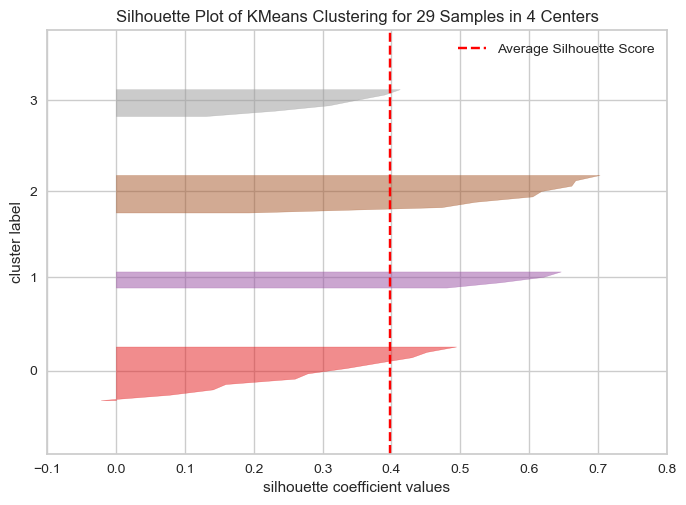 Silhouette Plot of KMeans Clustering for 29 Samples in 4 Centers
Average Silhouette Score
cluster label
3
2
1
0
−0.1 0.0 0.1 0.2 0.3 0.4 0.5 0.6 0.7 0.8
silhouette coefficient values